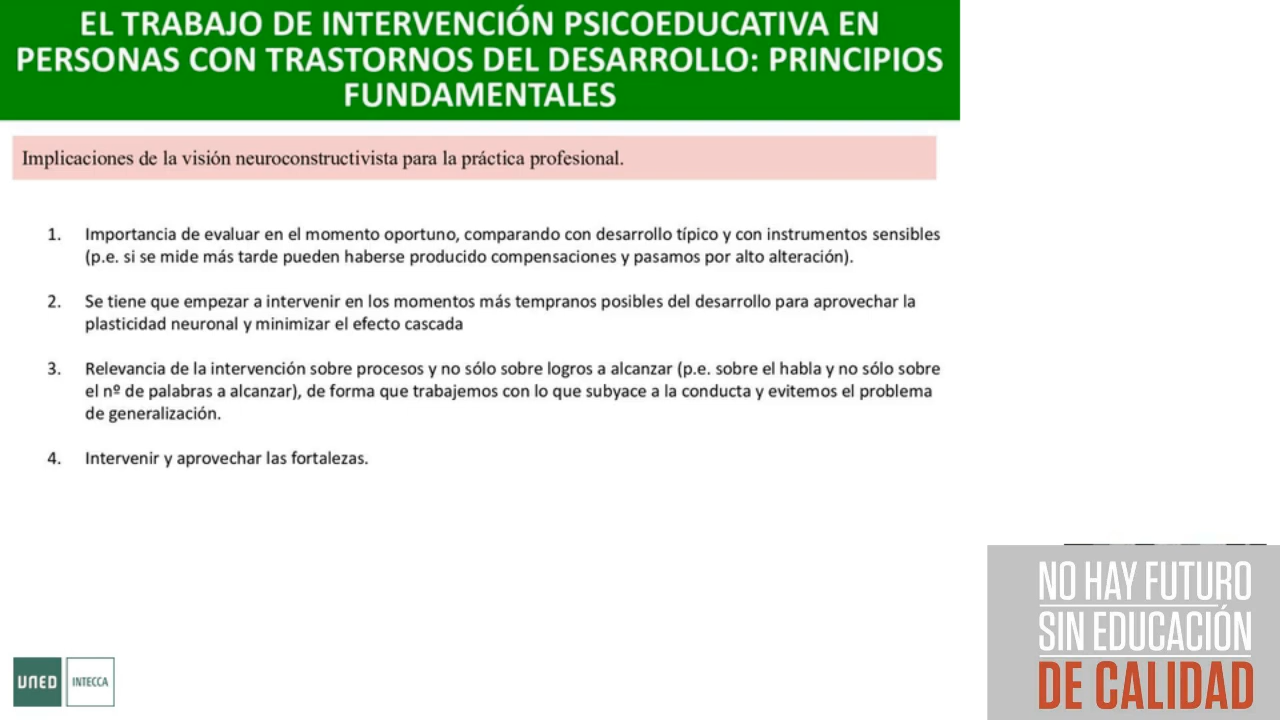 EL TRABAJO DE INTERVENCIÓN PSICOEDUCATIVA EN
PERSONAS CON TRASTORNOS DEL DESARROLLO: PRINCIPIOS
FUNDAMENTALES
Implicaciones de la visión neuroconstructivista para la práctica profesional.
1. Importancia de evaluar en el momento oportuno, comparando con desarrollo típico y con instrumentos sensibles
(p.e. si se mide más tarde pueden haberse producido compensaciones y pasamos por alto alteración).
2. Se tiene que empezar a intervenir en los momentos más tempranos posibles del desarrollo para aprovechar la
plasticidad neuronal y minimizar el efecto cascada
3. Relevancia de la intervención sobre procesos y no sólo sobre logros a alcanzar (p.e. sobre el habla y no sólo sobre
el nº de palabras a alcanzar), de forma que trabajemos con lo que subyace a la conducta y evitemos el problema
de generalización.
4. Intervenir y aprovechar las fortalezas.
NO HAY FUTURO
SIN EDUCACIÓN
DE CALIDAD
UNED INTECCA